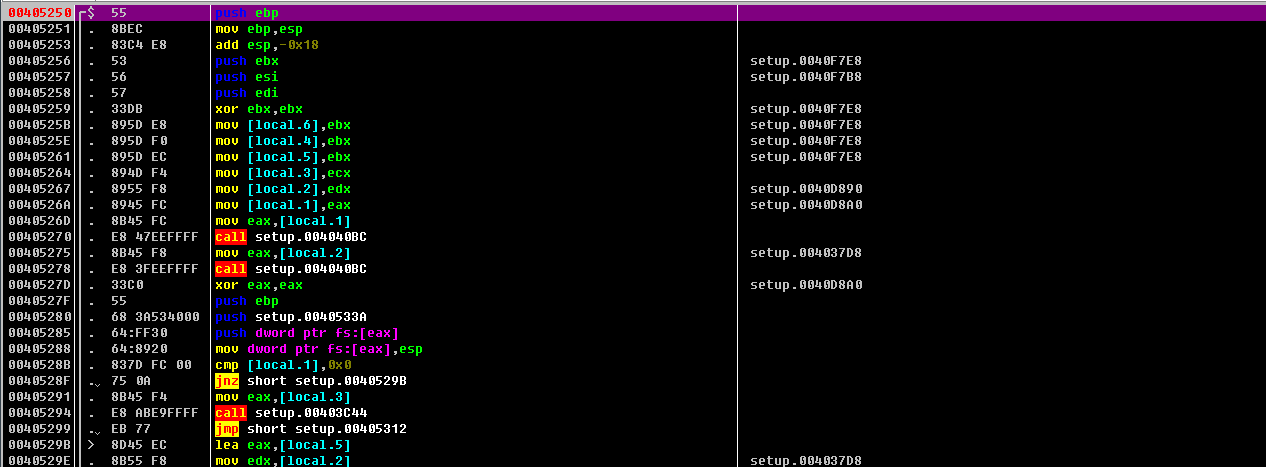 00405250 $ 55 push ebp
00405251 . 8BEC mov ebp,esp
00405253 . 83C4 E8 add esp,-0x18
00405256 . 53 push ebx setup.0040F7E8
00405257 . 56 push esi setup.0040F7B8
00405258 . 57 push edi
00405259 . 33DB xor ebx,ebx setup.0040F7E8
0040525B . 895D E8 mov [local.6],ebx setup.0040F7E8
0040525E . 895D F0 mov [local.4],ebx setup.0040F7E8
00405261 . 895D EC mov [local.5],ebx setup.0040F7E8
00405264 . 894D F4 mov [local.3],ecx
00405267 . 8955 F8 mov [local.2],edx setup.0040D890
0040526A . 8945 FC mov [local.1],eax setup.0040D8A0
0040526D . 8B45 FC mov eax,[local.1]
00405270 . E8 47EEFFFF call setup.004040BC
00405275 . 8B45 F8 mov eax,[local.2] setup.004037D8
00405278 . E8 3FEEFFFF call setup.004040BC
0040527D . 33C0 xor eax,eax setup.0040D8A0
0040527F . 55 push ebp
00405280 . 68 3A534000 push setup.0040533A
00405285 . 64:FF30 push dword ptr fs:[eax]
00405288 . 64:8920 mov dword ptr fs:[eax],esp
0040528B . 837D FC 00 cmp [local.1],0x0
0040528F . 75 0A jnz short setup.0040529B
00405291 . 8B45 F4 mov eax,[local.3]
00405294 . E8 ABE9FFFF call setup.00403C44
00405299 . EB 77 jmp short setup.00405312
0040529B > 8D45 EC lea eax,[local.5]
0040529E . 8B55 F8 mov edx,[local.2] setup.004037D8